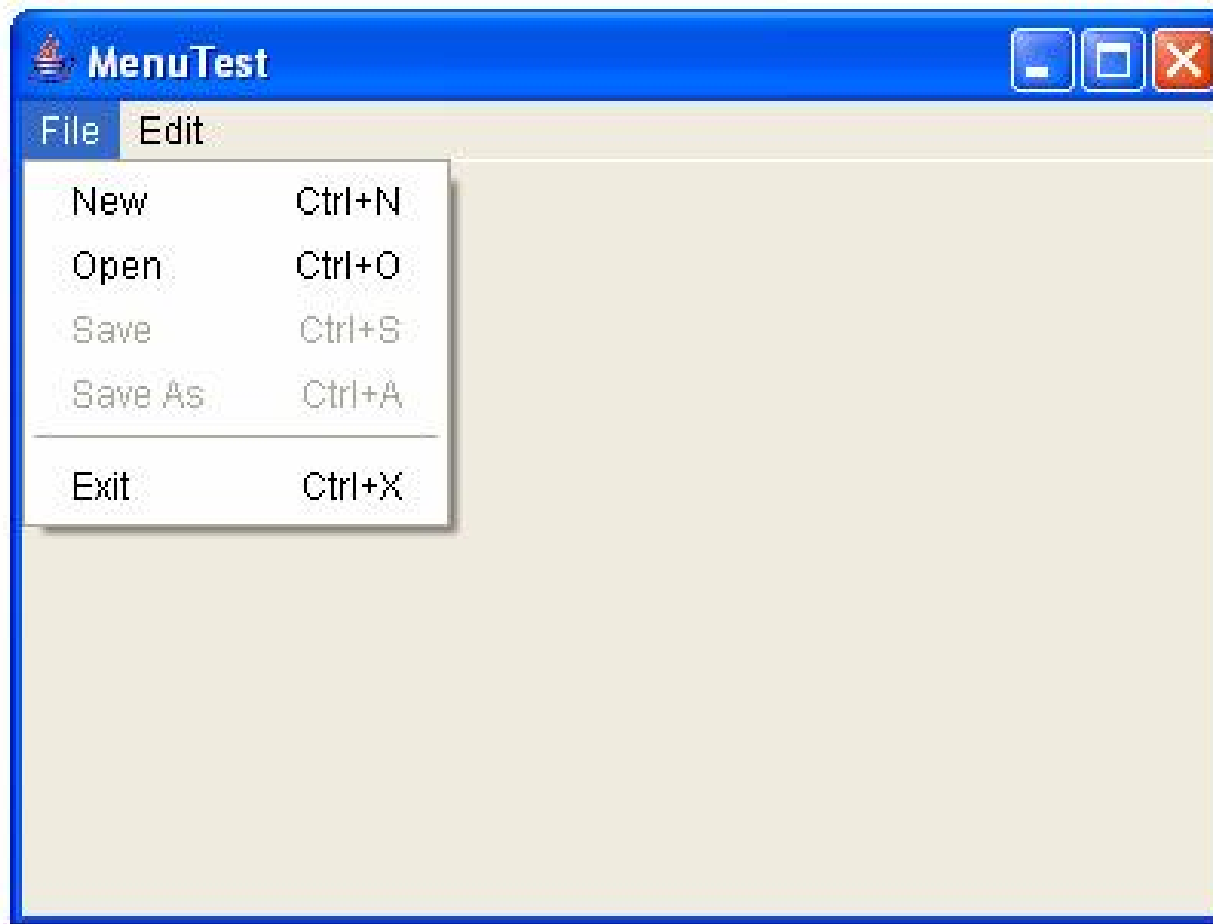 MenuTest
File Edit
New Ctrl+N
Open Ctrl+O
Save Ctrl+S
Save As Ctrl+A
Exit Ctrl+X